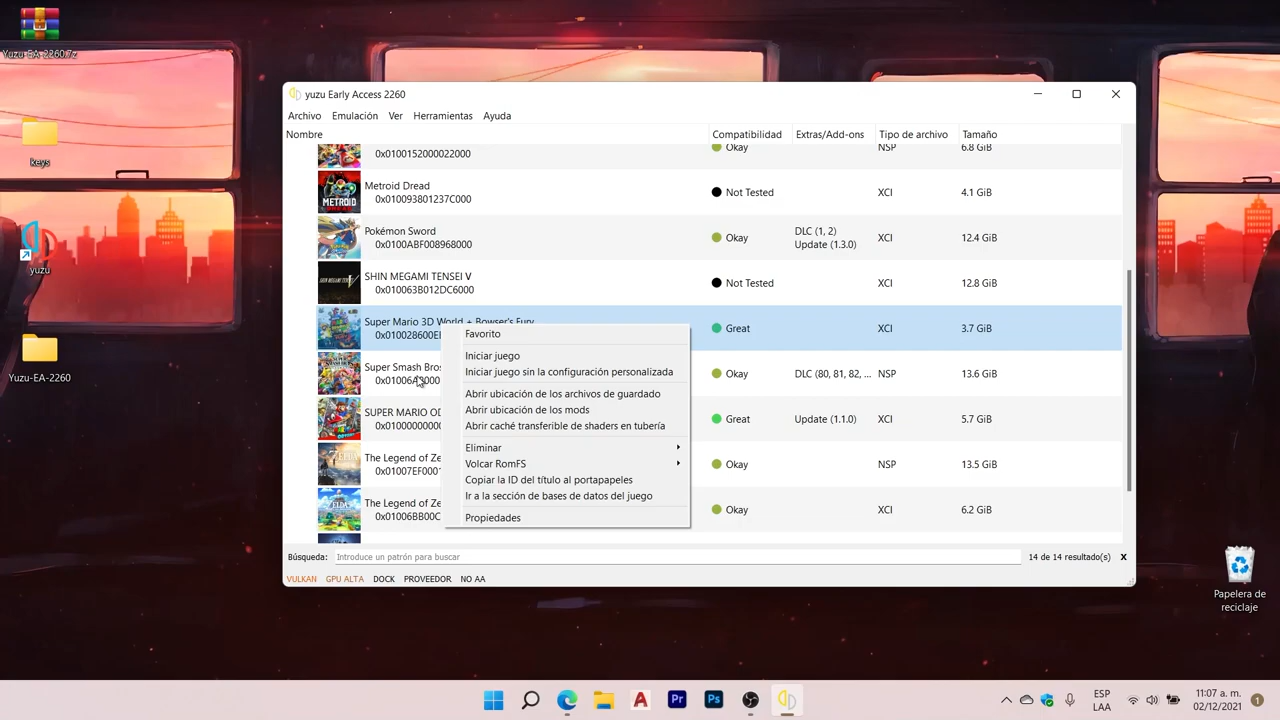 Yuzu-EA-2260.7z
keys
yuzu
Yuzu-EA-2260
yuzu Early Access 2260
Archivo Emulación Ver Herramientas Ayuda
Nombre Compatibilidad Extras/Add-ons Tipo de archivo Tamaño
0x0100152000022000 Okay NSP 6.8 GiB
Metroid Dread
0x010093801237C000 Not Tested XCI 4.1 GiB
Pokémon Sword
0x0100ABF008968000 Okay DLC (1, 2) XCI 12.4 GiB
Update (1.3.0)
SHIN MEGAMI TENSEI V
0x010063B012DC6000 Not Tested XCI 12.8 GiB
Super Mario 3D World + Bowser's Fury
0x010028600E Great XCI 3.7 GiB
Super Smash Bros
0x01006A 000 Okay DLC (80, 81, 82, ... NSP 13.6 GiB
SUPER MARIO OD
0x01000000000 Great Update (1.1.0) XCI 5.7 GiB
The Legend of Ze
0x01007EF0001 Okay NSP 13.5 GiB
The Legend of Ze
0x01006BB00C Okay XCI 6.2 GiB
Favorito
Iniciar juego
Iniciar juego sin la configuración personalizada
Abrir ubicación de los archivos de guardado
Abrir ubicación de los mods
Abrir caché transferible de shaders en tubería
Eliminar
Volcar RomFS
Copiar la ID del título al portapapeles
Ir a la sección de bases de datos del juego
Propiedades
Búsqueda: Introduce un patrón para buscar 14 de 14 resultado(s) X
VULKAN GPU ALTA DOCK PROVEEDOR NO AA
Papelera de
reciclaje
A Pr Ps
ESP
LAA
11:07 a. m.
02/12/2021
1